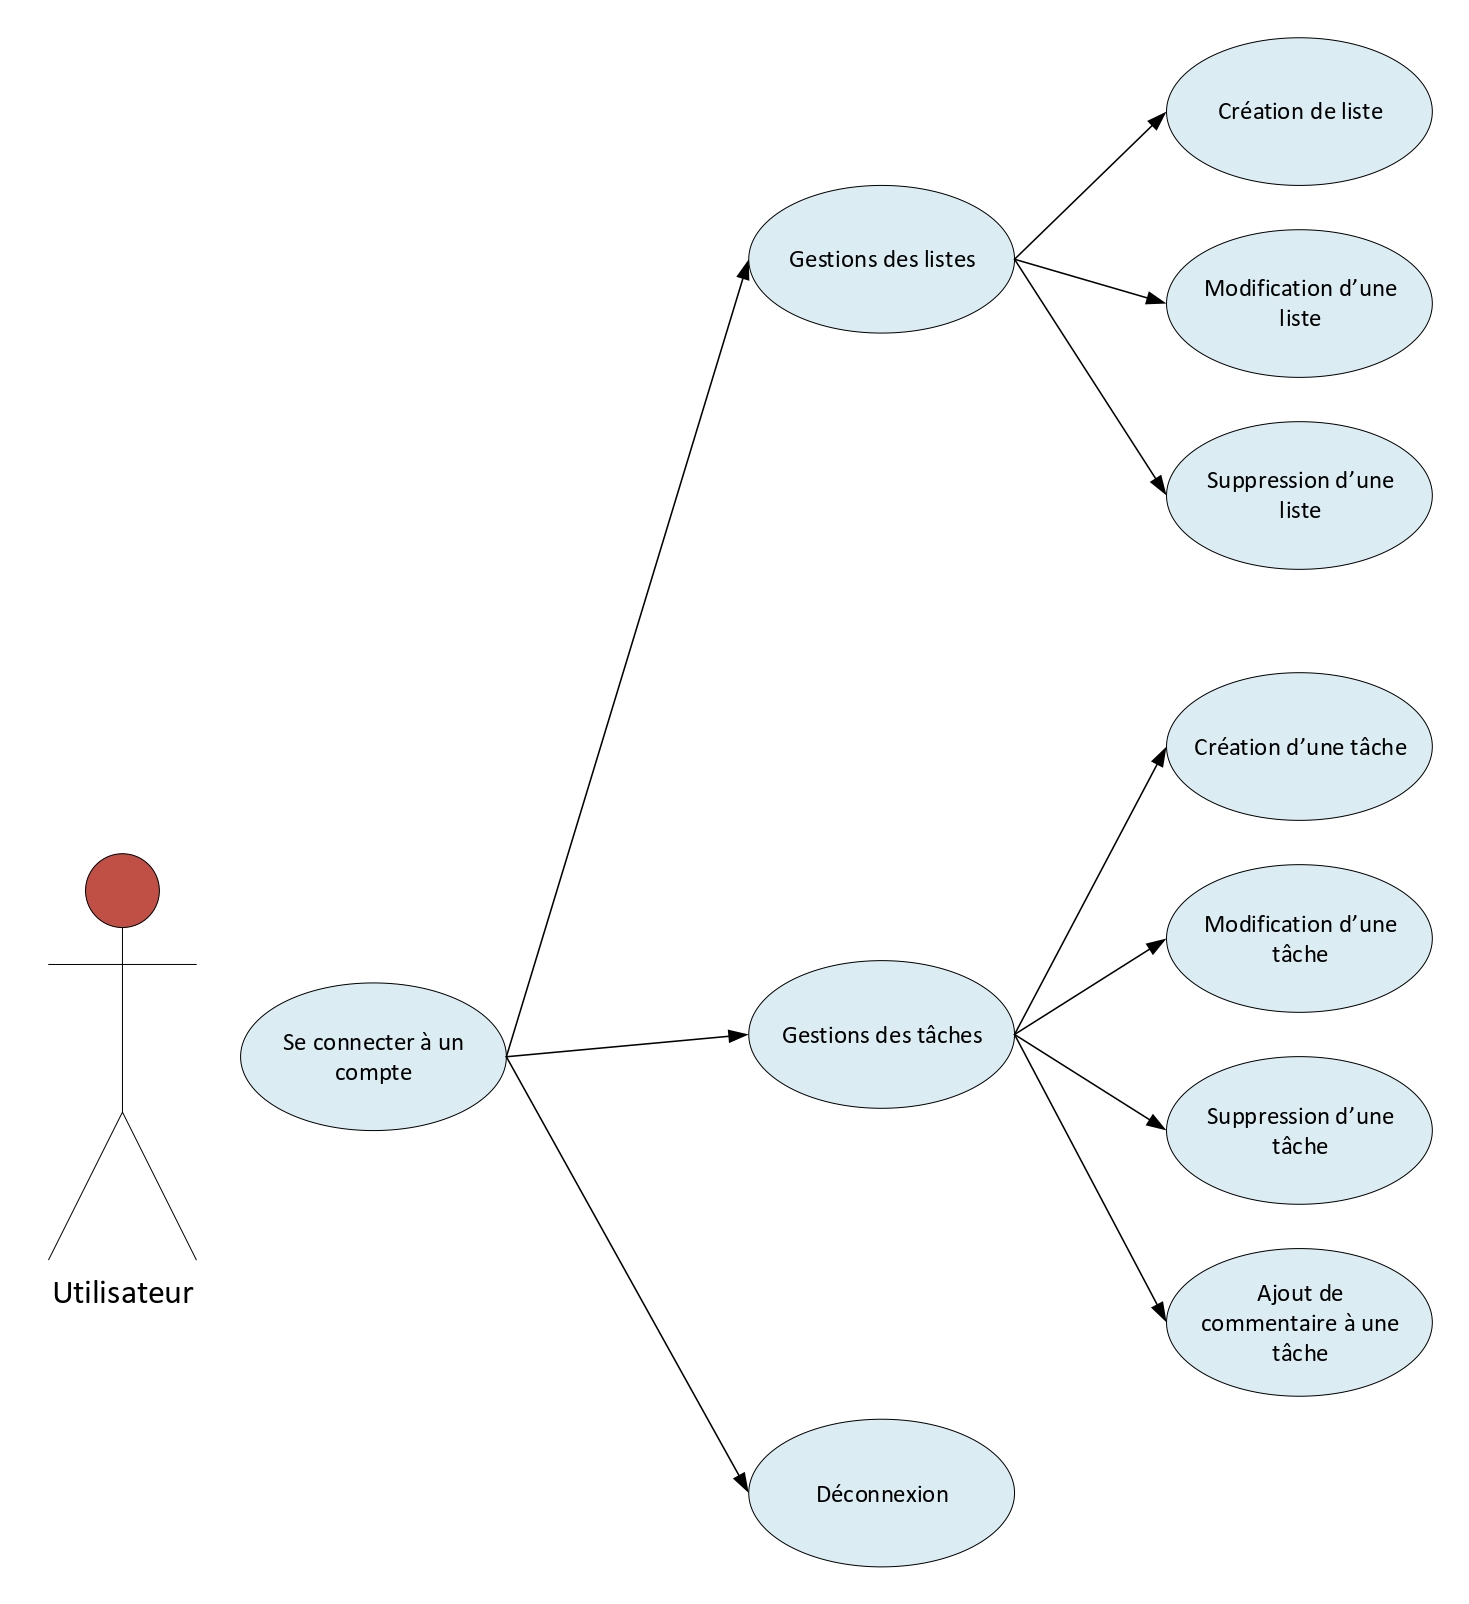 Création de liste
Gestions des listes
Modification d’une
liste
Suppression d’une
liste
Création d’une tâche
Modification d’une
tâche
Se connecter à un
compte
Gestions des tâches
Suppression d’une
tâche
Utilisateur
Ajout de
commentaire à une
tâche
Déconnexion